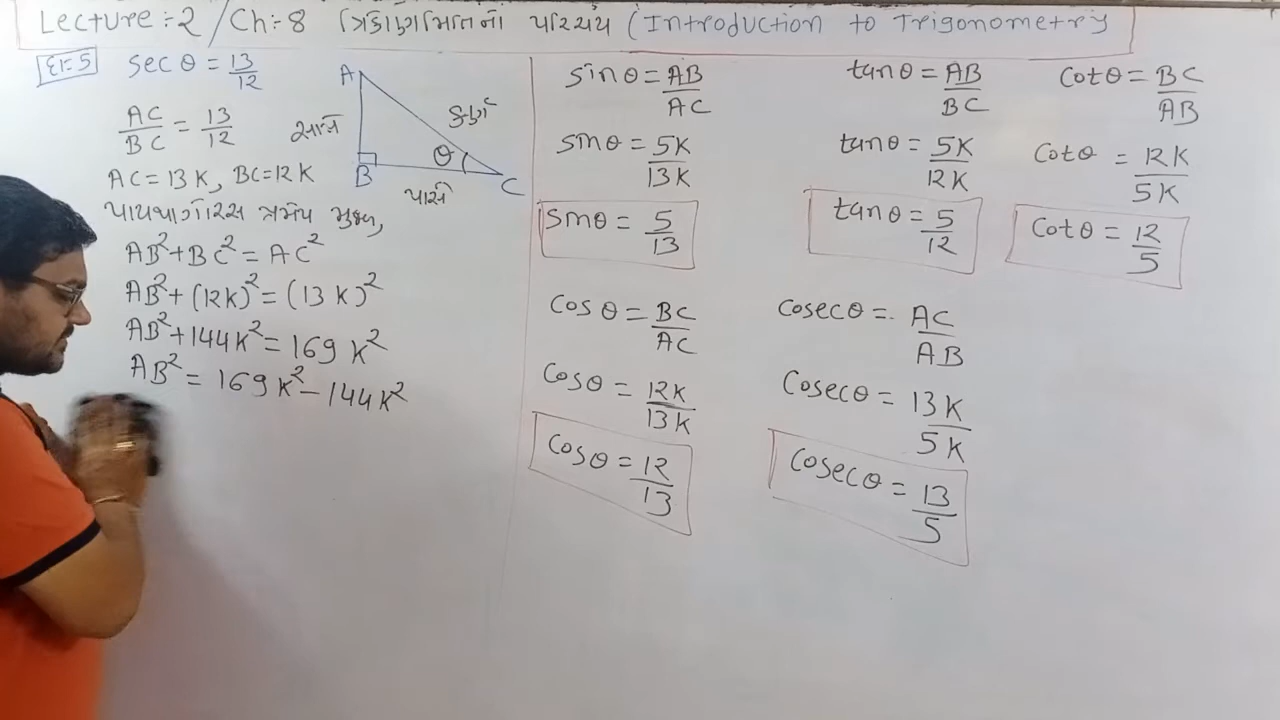 Lecture:-2 / Ch:-8 ત્રિકોણમિતિનો પરિચય (Introduction to Trigonometry
Ex:-5 sec θ = 13/12
AC/BC = 13/12
AC = 13K, BC = 12K
પાયથાગોરસ પ્રમેય મુજબ,
AB² + BC² = AC²
AB² + (12K)² = (13K)²
AB² + 144K² = 169K²
AB² = 169K² - 144K²
A
કર્ણ
સામે
θ
B
C
પાસે
sinθ = AB/AC
sinθ = 5K/13K
sinθ = 5/13
cosθ = BC/AC
cosθ = 12K/13K
cosθ = 12/13
tanθ = AB/BC
tanθ = 5K/12K
tanθ = 5/12
cosecθ = AC/AB
cosecθ = 13K/5K
cosecθ = 13/5
cotθ = BC/AB
cotθ = 12K/5K
cotθ = 12/5